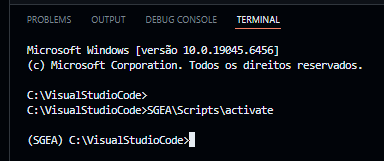 PROBLEMS OUTPUT DEBUG CONSOLE TERMINAL
Microsoft Windows [versão 10.0.19045.6456]
(c) Microsoft Corporation. Todos os direitos reservados.
C:\VisualStudioCode>
C:\VisualStudioCode>SGEA\Scripts\activate
(SGEA) C:\VisualStudioCode>